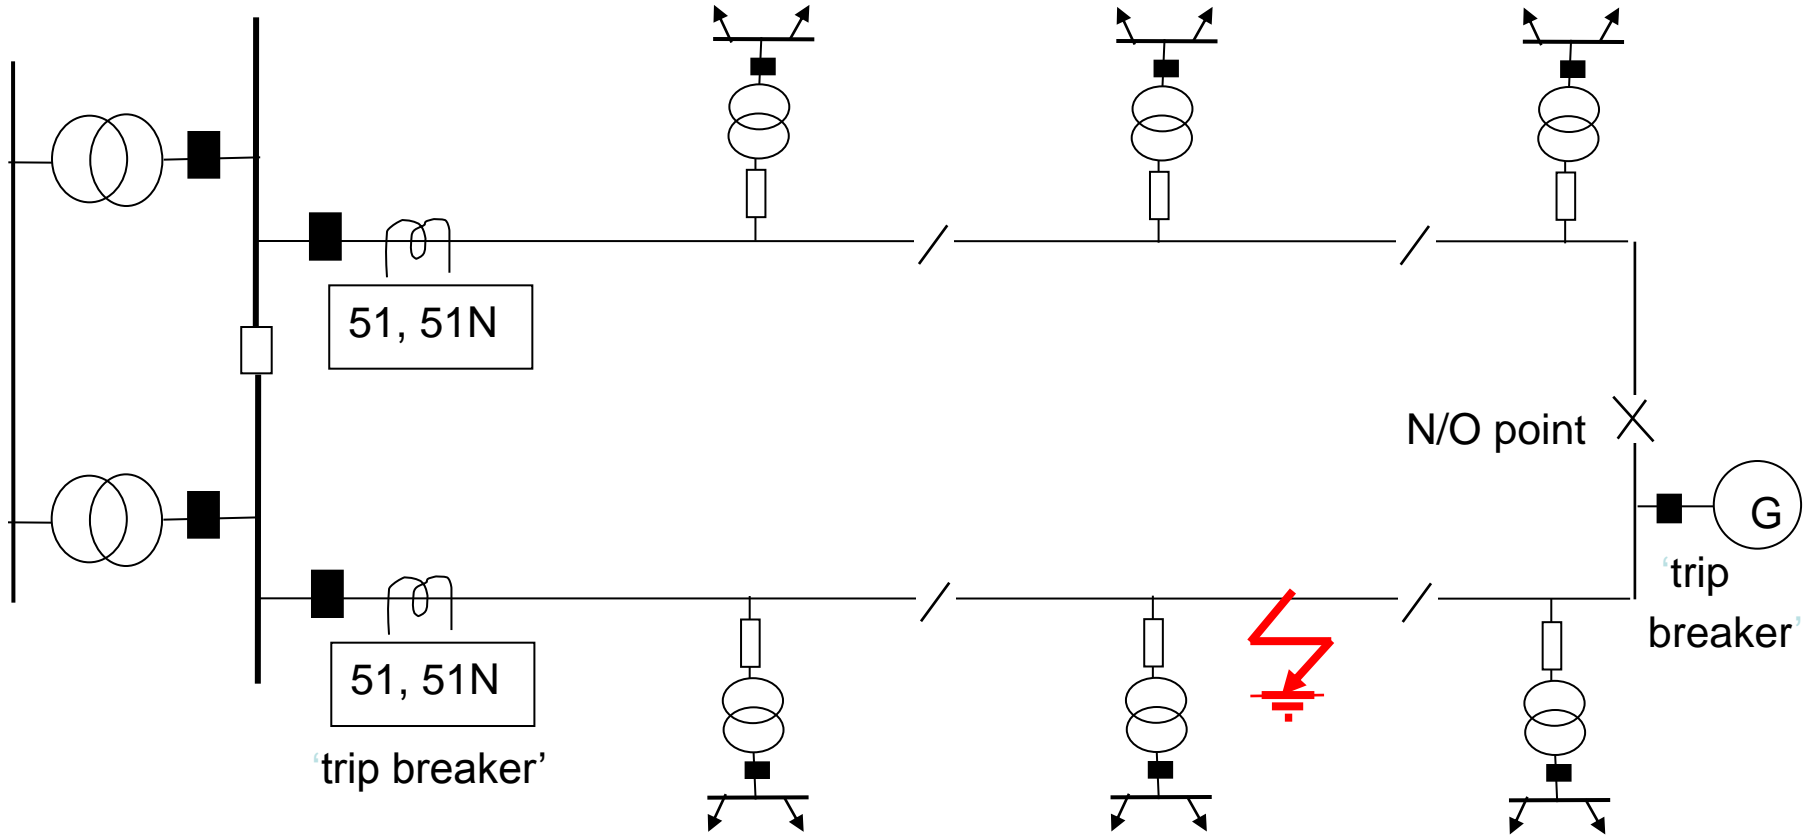 51, 51N
N/O point
G
‘trip
breaker’
51, 51N
‘trip breaker’